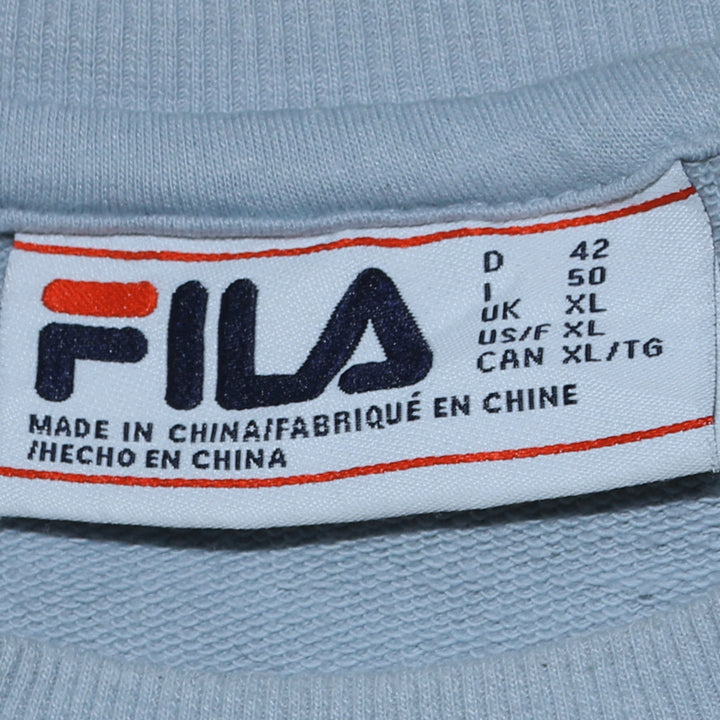 FILA
D 42
I 50
UK XL
US/F XL
CAN XL/TG
MADE IN CHINA/FABRIQUÉ EN CHINE
/HECHO EN CHINA